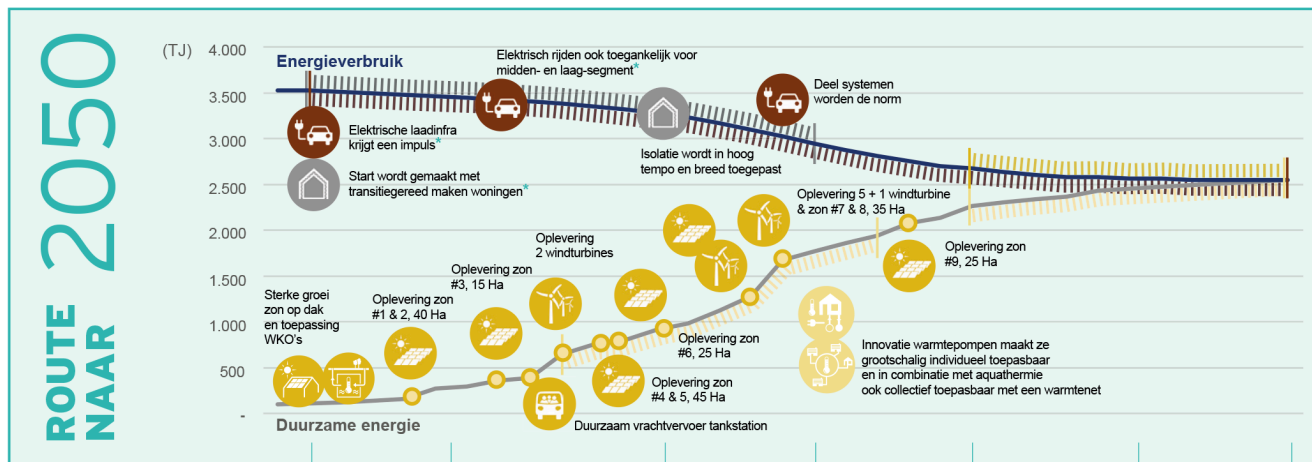 ROUTE
NAAR 2050
(TJ)
4.000
3.500
3.000
2.500
2.000
1.500
1.000
500
-
Energieverbruik
Elektrische laadinfra
krijgt een impuls*
Start wordt gemaakt met
transitiegereed maken woningen*
Elektrisch rijden ook toegankelijk voor
midden- en laag-segment*
Isolatie wordt in hoog
tempo en breed toegepast
Deel systemen
worden de norm
Sterke groei
zon op dak
en toepassing
WKO's
Oplevering zon
#1 & 2, 40 Ha
Oplevering zon
#3, 15 Ha
Oplevering
2 windturbines
Oplevering 5 + 1 windturbine
& zon #7 & 8, 35 Ha
Oplevering zon
#9, 25 Ha
Oplevering zon
#6, 25 Ha
Oplevering zon
#4 & 5, 45 Ha
Duurzaam vrachtvervoer tankstation
Innovatie warmtepompen maakt ze
grootschalig individueel toepasbaar
en in combinatie met aquathermie
ook collectief toepasbaar met een warmtenet
Duurzame energie